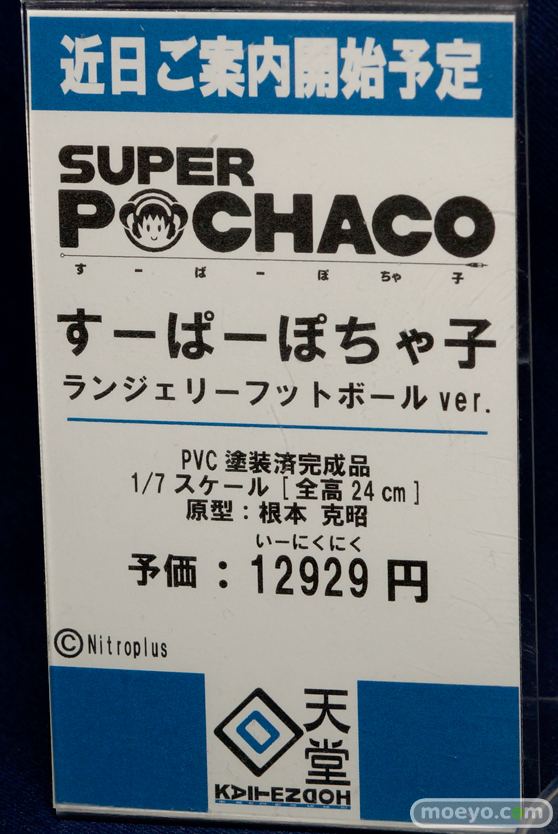 近日ご案内開始予定
SUPER
POCHACO
すーぱーぽちゃ子
すーぱーぽちゃ子
ランジェリーフットボール ver.
PVC 塗装済完成品
1/7 スケール [ 全高 24 cm ]
原型：根本 克昭
いーにくにく
予価：12929 円
©Nitroplus
天
堂
KAITENDOH
moeyo.com